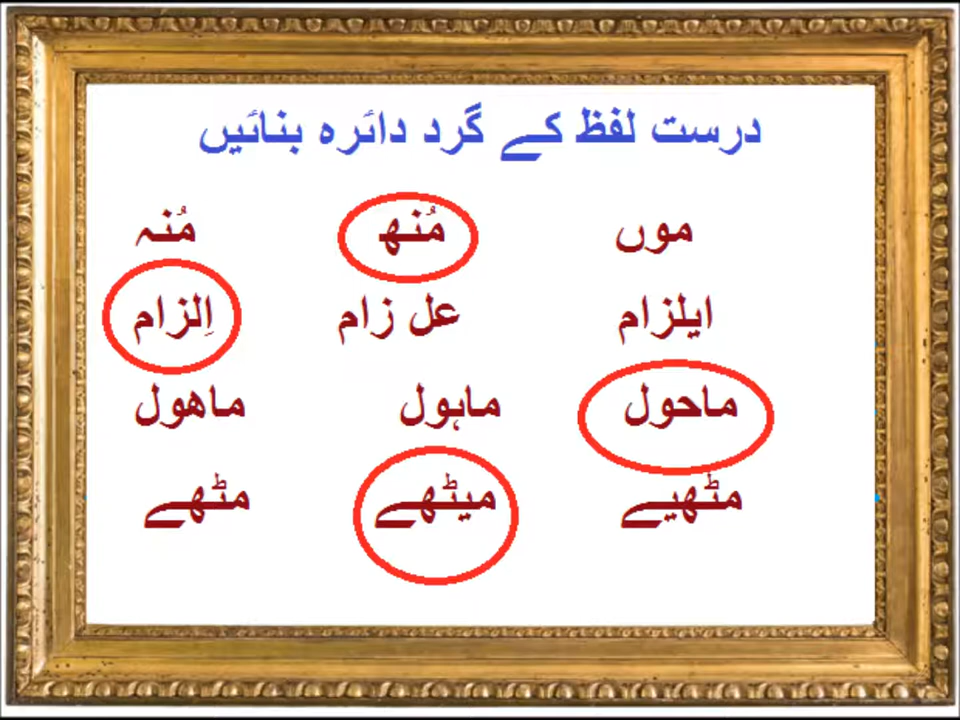 درست لفظ کے گرد دائرہ بنائیں
موں مُنھ مُنہ
ایلزام عل زام اِلزام
ماحول ماہول ماھول
مٹھیے میٹھے مٹھے